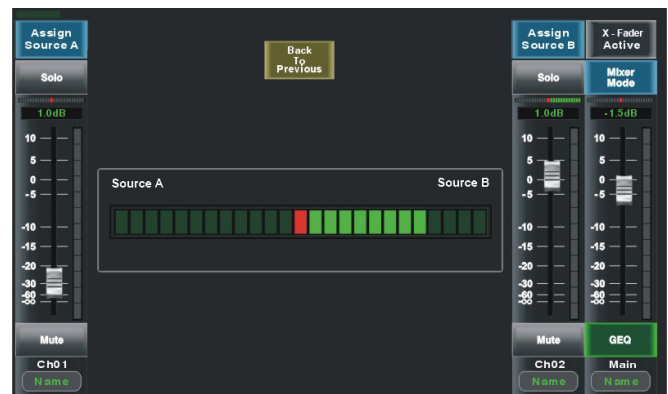 Assign
Source A
Solo
1.0dB
10
5
0
-5
-10
-15
-20
-30
-60
-∞
Mute
Ch01
Name
Back
To
Previous
Source A
Source B
Assign
Source B
Solo
1.0dB
10
5
0
-5
-10
-15
-20
-30
-60
-∞
Mute
Ch02
Name
X - Fader
Active
Mixer
Mode
-1.5dB
10
5
0
-5
-10
-15
-20
-30
-60
-∞
GEQ
Main
Name